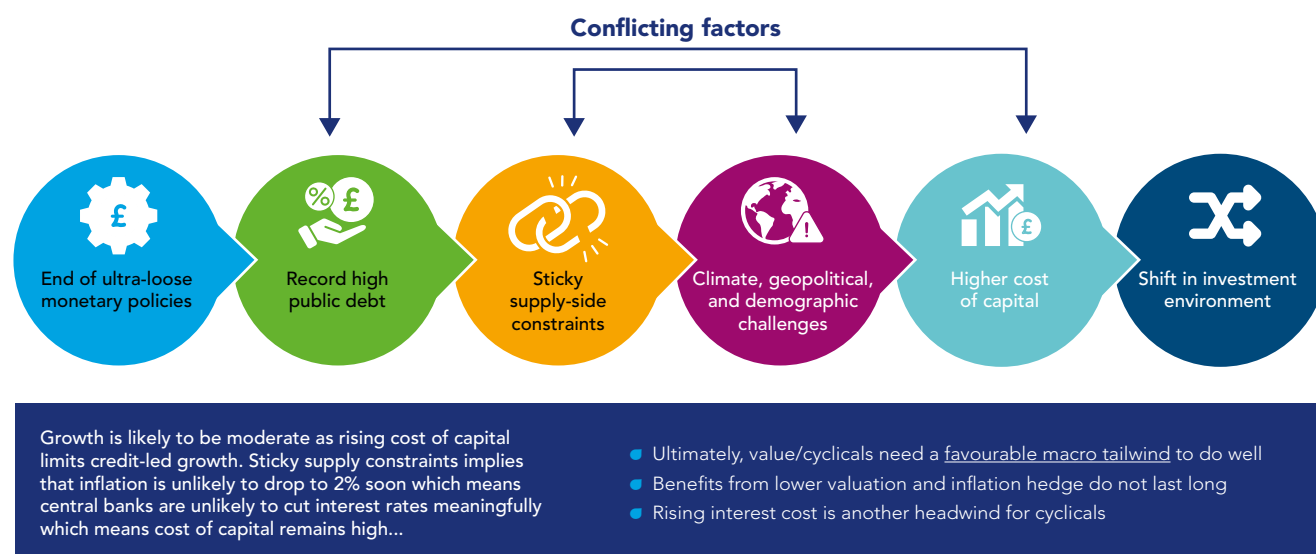 Conflicting factors
£
End of ultra-loose
monetary policies
% £
Record high
public debt
Sticky
supply-side
constraints
!
Climate, geopolitical,
and demographic
challenges
£
Higher cost
of capital
Shift in investment
environment
Growth is likely to be moderate as rising cost of capital
limits credit-led growth. Sticky supply constraints implies
that inflation is unlikely to drop to 2% soon which means
central banks are unlikely to cut interest rates meaningfully
which means cost of capital remains high...
Ultimately, value/cyclicals need a favourable macro tailwind to do well
Benefits from lower valuation and inflation hedge do not last long
Rising interest cost is another headwind for cyclicals